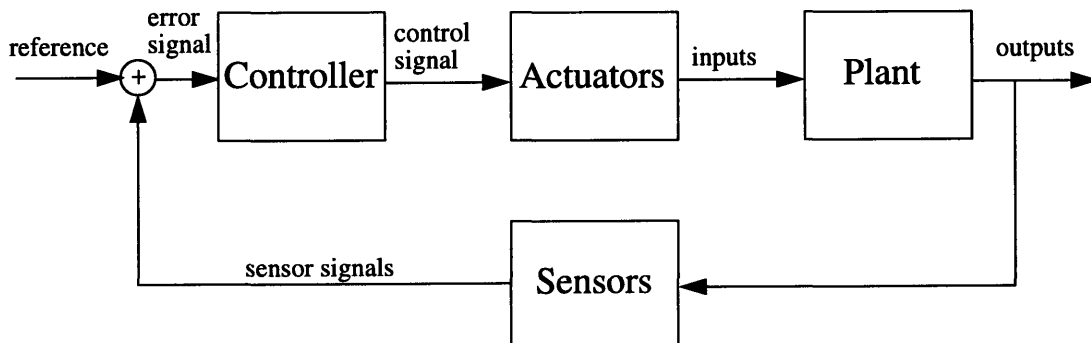 reference
+
error
signal
Controller
control
signal
Actuators
inputs
Plant
outputs
sensor signals
Sensors